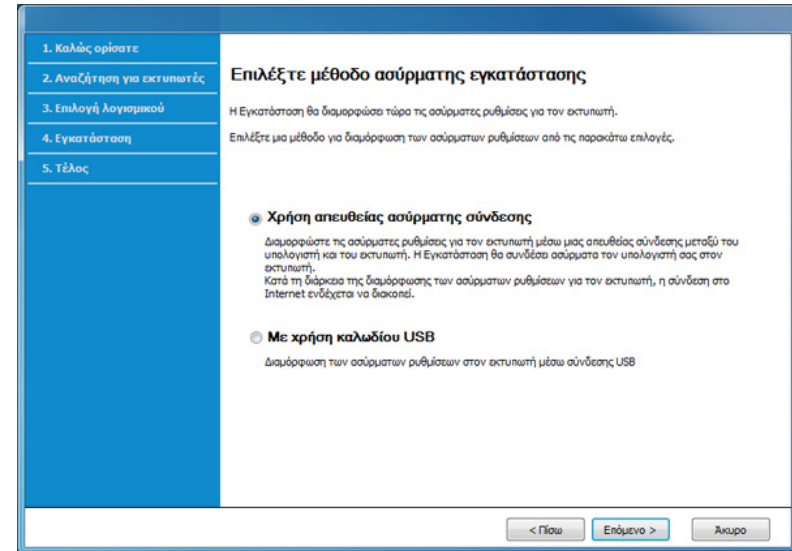 1. Καλώς ορίσατε
2. Αναζήτηση για εκτυπωτές
3. Επιλογή λογισμικού
4. Εγκατάσταση
5. Τέλος
Επιλέξτε μέθοδο ασύρματης εγκατάστασης
Η Εγκατάσταση θα διαμορφώσει τώρα τις ασύρματες ρυθμίσεις για τον εκτυπωτή.
Επιλέξτε μια μέθοδο για διαμόρφωση των ασύρματων ρυθμίσεων από τις παρακάτω επιλογές.
Χρήση απευθείας ασύρματης σύνδεσης
Διαμορφώστε τις ασύρματες ρυθμίσεις για τον εκτυπωτή μέσω μιας απευθείας σύνδεσης μεταξύ του
υπολογιστή και του εκτυπωτή. Η Εγκατάσταση θα συνδέσει ασύρματα τον υπολογιστή σας στον
εκτυπωτή.
Κατά τη διάρκεια της διαμόρφωσης των ασύρματων ρυθμίσεων για τον εκτυπωτή, η σύνδεση στο
Internet ενδέχεται να διακοπεί.
Με χρήση καλωδίου USB
Διαμόρφωση των ασύρματων ρυθμίσεων στον εκτυπωτή μέσω σύνδεσης USB
< Πίσω
Επόμενο >
Άκυρο